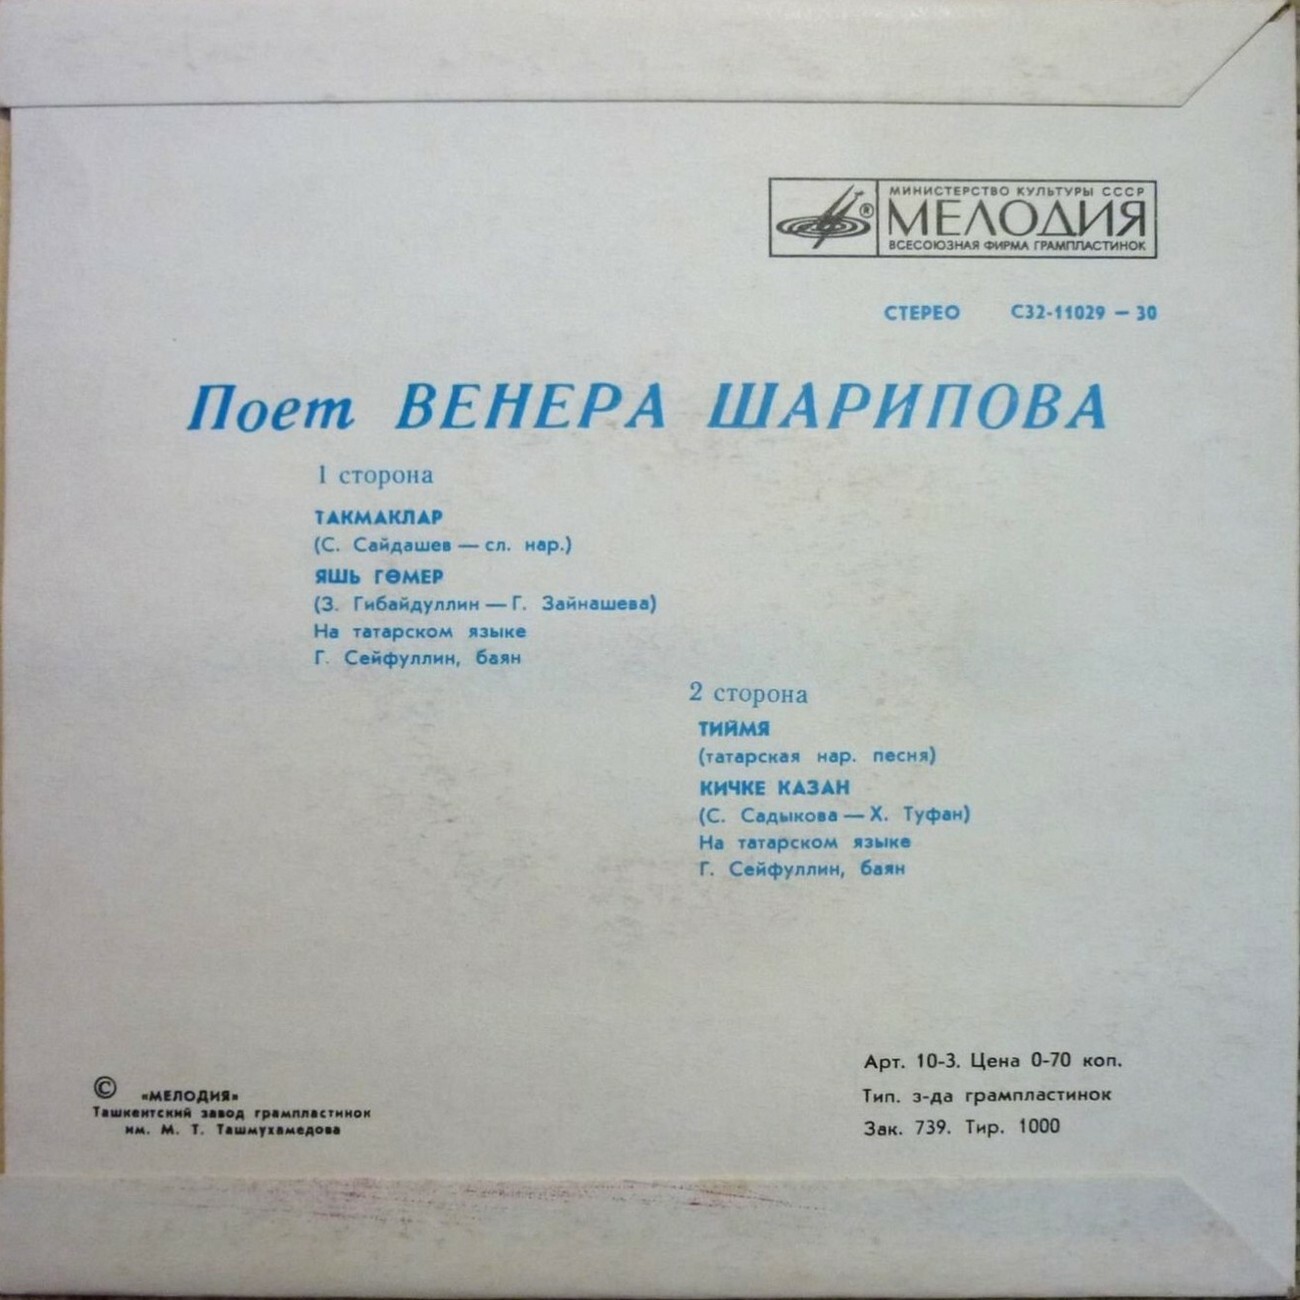 МИНИСТЕРСТВО КУЛЬТУРЫ СССР
® МЕЛОДИЯ
ВСЕСОЮЗНАЯ ФИРМА ГРАМПЛАСТИНОК
СТЕРЕО С32-11029 – 30
Поет ВЕНЕРА ШАРИПОВА
1 сторона
ТАКМАКЛАР
(С. Сайдашев — сл. нар.)
ЯШЬ ГӨМЕР
(З. Гибайдуллин — Г. Зайнашева)
На татарском языке
Г. Сейфуллин, баян
2 сторона
ТИЙМЯ
(татарская нар. песня)
КИЧКЕ КАЗАН
(С. Садыкова — Х. Туфан)
На татарском языке
Г. Сейфуллин, баян
© «МЕЛОДИЯ»
Ташкентский завод грампластинок
им. М. Т. Ташмухамедова
Арт. 10-3. Цена 0-70 коп.
Тип. з-да грампластинок
Зак. 739. Тир. 1000